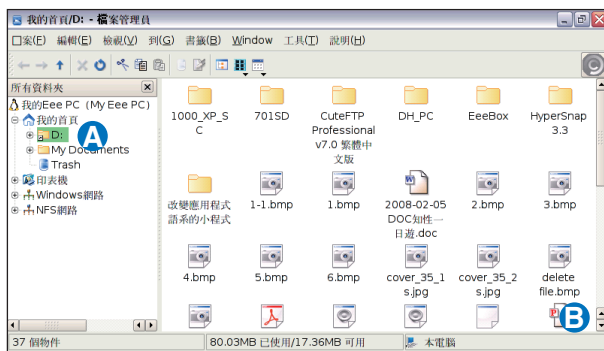 我的首頁/D: - 檔案管理員
口案(F) 編輯(E) 檢視(V) 到(G) 書籤(B) Window 工具(T) 說明(H)
所有資料夾
我的Eee PC (My Eee PC)
我的首頁
D:
My Documents
Trash
印表機
Windows網路
NFS網路
A
1000_XP_S
C
701SD
CuteFTP
Professional
v7.0 繁體中
文版
DH_PC
EeeBox
HyperSnap
3.3
改變應用程式
語系的小程式
1-1.bmp
1.bmp
2008-02-05
DOC知性一
日遊.doc
2.bmp
3.bmp
4.bmp
5.bmp
6.bmp
cover_35_1
s.jpg
cover_35_2
s.jpg
delete
file.bmp
B
37 個物件
80.03MB 已使用/17.36MB 可用
本電腦